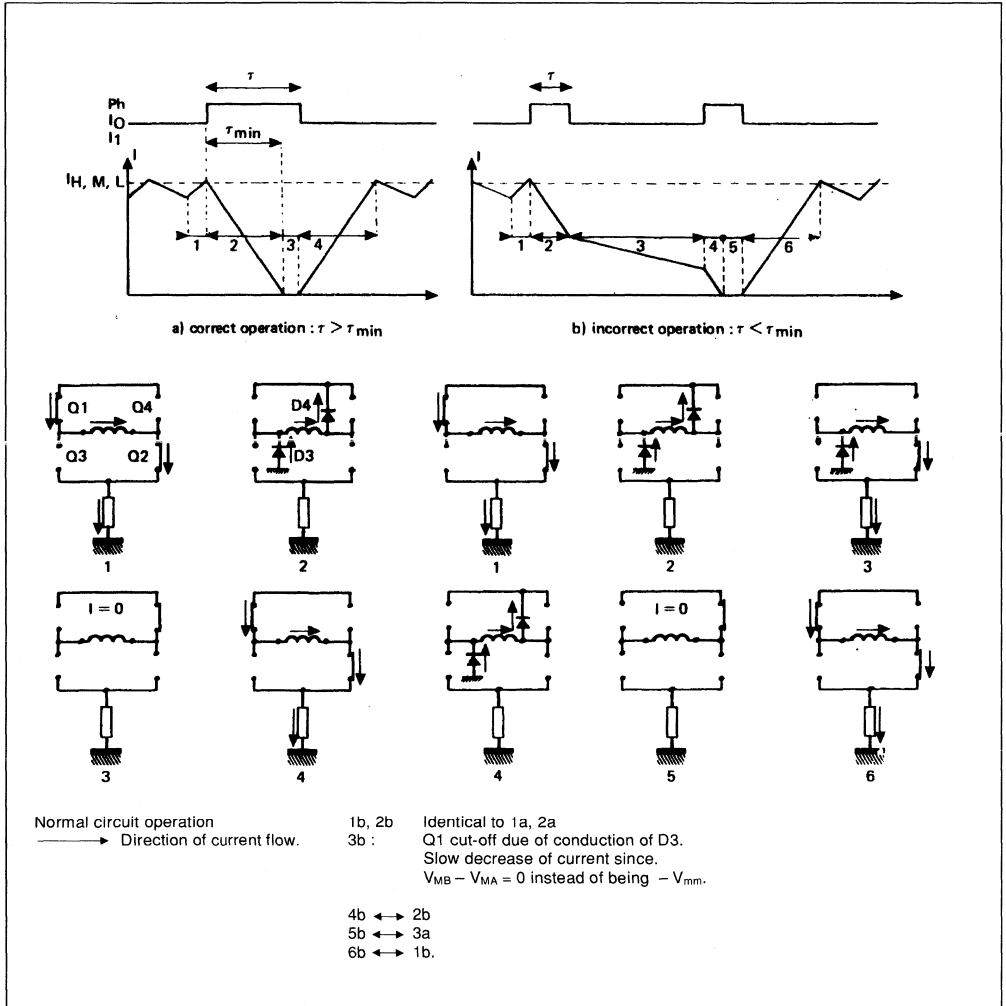 τ
τ
Ph
I0
I1
τmin
I
I
IH, M, L
1
2
3
4
1
2
3
4
5
6
a) correct operation : τ > τmin
b) incorrect operation : τ < τmin
Q1
Q4
Q3
Q2
D4
D3
1
2
1
2
3
I = 0
I = 0
3
4
4
5
6
Normal circuit operation
Direction of current flow.
1b, 2b Identical to 1a, 2a
3b : Q1 cut-off due of conduction of D3.
Slow decrease of current since.
VMB – VMA = 0 instead of being – Vmm.
4b ↔ 2b
5b ↔ 3a
6b ↔ 1b.